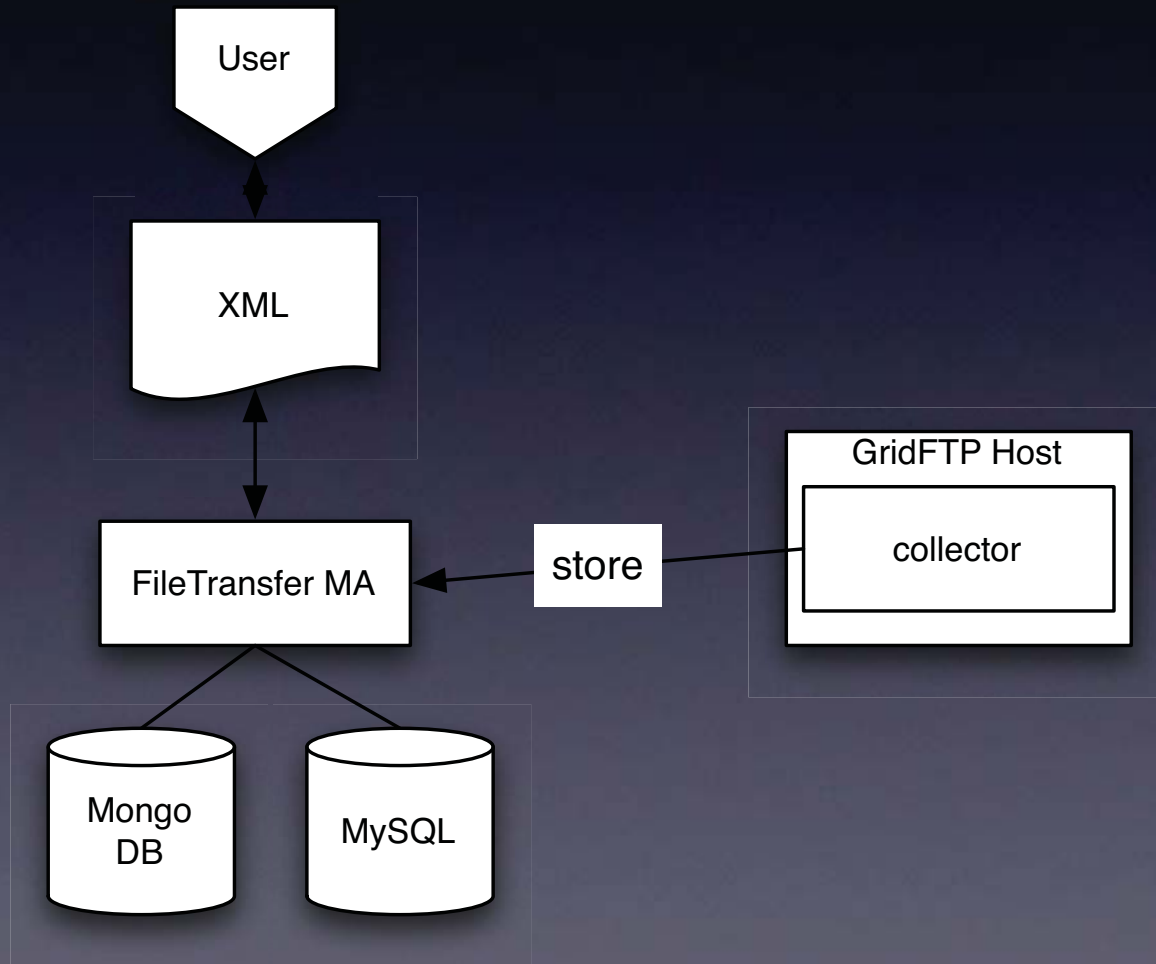 User
XML
GridFTP Host
collector
store
FileTransfer MA
Mongo
DB
MySQL